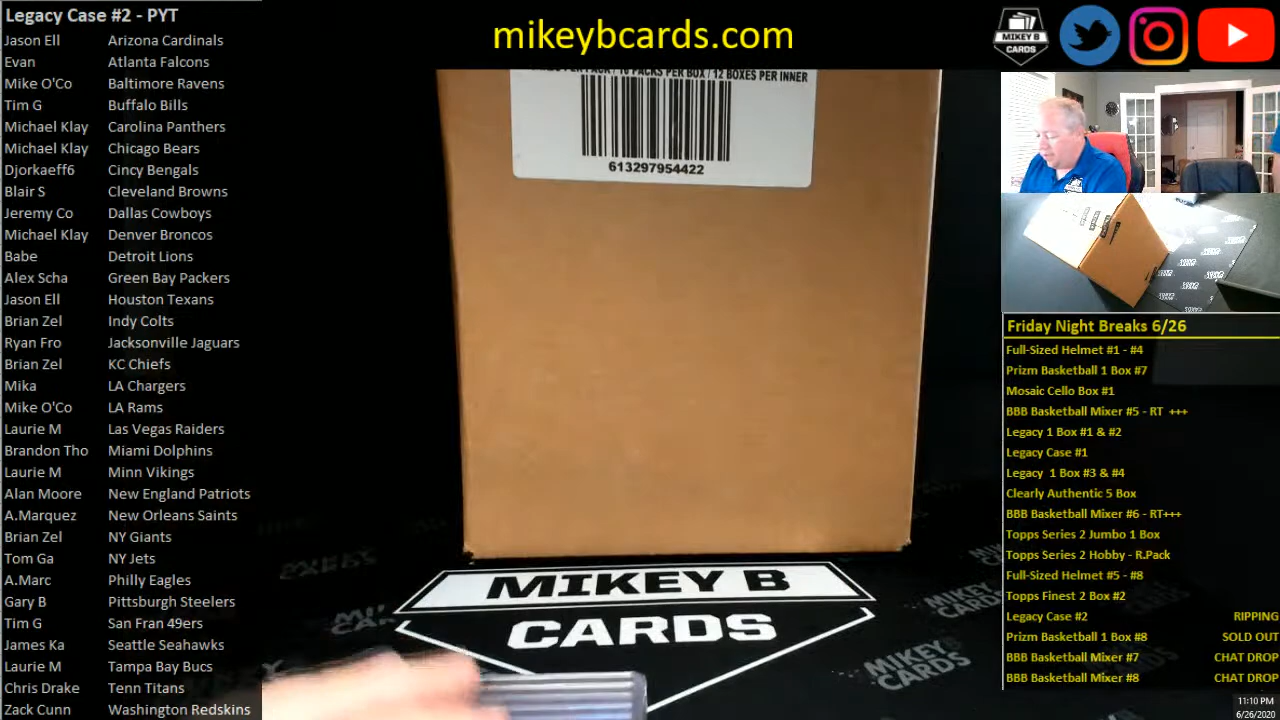 Legacy Case #2 - PYT
Jason Ell Arizona Cardinals
Evan Atlanta Falcons
Mike O'Co Baltimore Ravens
Tim G Buffalo Bills
Michael Klay Carolina Panthers
Michael Klay Chicago Bears
Djorkaeff6 Cincy Bengals
Blair S Cleveland Browns
Jeremy Co Dallas Cowboys
Michael Klay Denver Broncos
Babe Detroit Lions
Alex Scha Green Bay Packers
Jason Ell Houston Texans
Brian Zel Indy Colts
Ryan Fro Jacksonville Jaguars
Brian Zel KC Chiefs
Mika LA Chargers
Mike O'Co LA Rams
Laurie M Las Vegas Raiders
Brandon Tho Miami Dolphins
Laurie M Minn Vikings
Alan Moore New England Patriots
A.Marquez New Orleans Saints
Brian Zel NY Giants
Tom Ga NY Jets
A.Marc Philly Eagles
Gary B Pittsburgh Steelers
Tim G San Fran 49ers
James Ka Seattle Seahawks
Laurie M Tampa Bay Bucs
Chris Drake Tenn Titans
Zack Cunn Washington Redskins
mikeybcards.com
PACKS PER BOX / 12 BOXES PER INNER
613297954422
MIKEY B
CARDS
MIKEY B
CARDS
MIKEY B
CARDS
Friday Night Breaks 6/26
Full-Sized Helmet #1 - #4
Prizm Basketball 1 Box #7
Mosaic Cello Box #1
BBB Basketball Mixer #5 - RT +++
Legacy 1 Box #1 & #2
Legacy Case #1
Legacy 1 Box #3 & #4
Clearly Authentic 5 Box
BBB Basketball Mixer #6 - RT+++
Topps Series 2 Jumbo 1 Box
Topps Series 2 Hobby - R.Pack
Full-Sized Helmet #5 - #8
Topps Finest 2 Box #2
Legacy Case #2 RIPPING
Prizm Basketball 1 Box #8 SOLD OUT
BBB Basketball Mixer #7 CHAT DROP
BBB Basketball Mixer #8 CHAT DROP
11:10 PM
6/26/2020